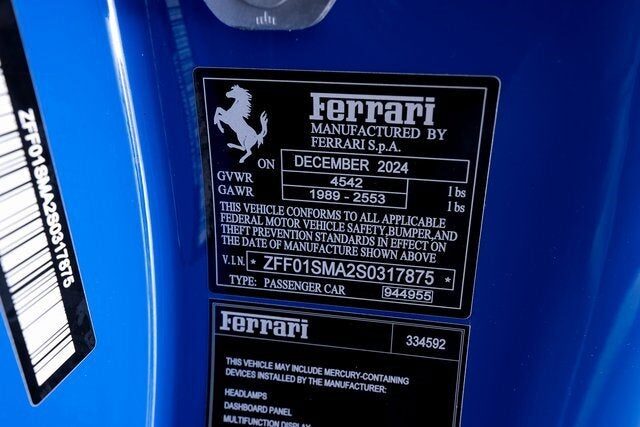 ZFF01SMA2S0317875
Ferrari
MANUFACTURED BY
FERRARI S.p.A.
ON DECEMBER 2024
GVWR 4542 lbs
GAWR 1989 - 2553 lbs
THIS VEHICLE CONFORMS TO ALL APPLICABLE
FEDERAL MOTOR VEHICLE SAFETY,BUMPER,AND
THEFT PREVENTION STANDARDS IN EFFECT ON
THE DATE OF MANUFACTURE SHOWN ABOVE
V.I.N. * ZFF01SMA2S0317875 *
TYPE: PASSENGER CAR 944955
Ferrari 334592
THIS VEHICLE MAY INCLUDE MERCURY-CONTAINING
DEVICES INSTALLED BY THE MANUFACTURER:
HEADLAMPS
DASHBOARD PANEL
MULTIFUNCTION DISPLAY